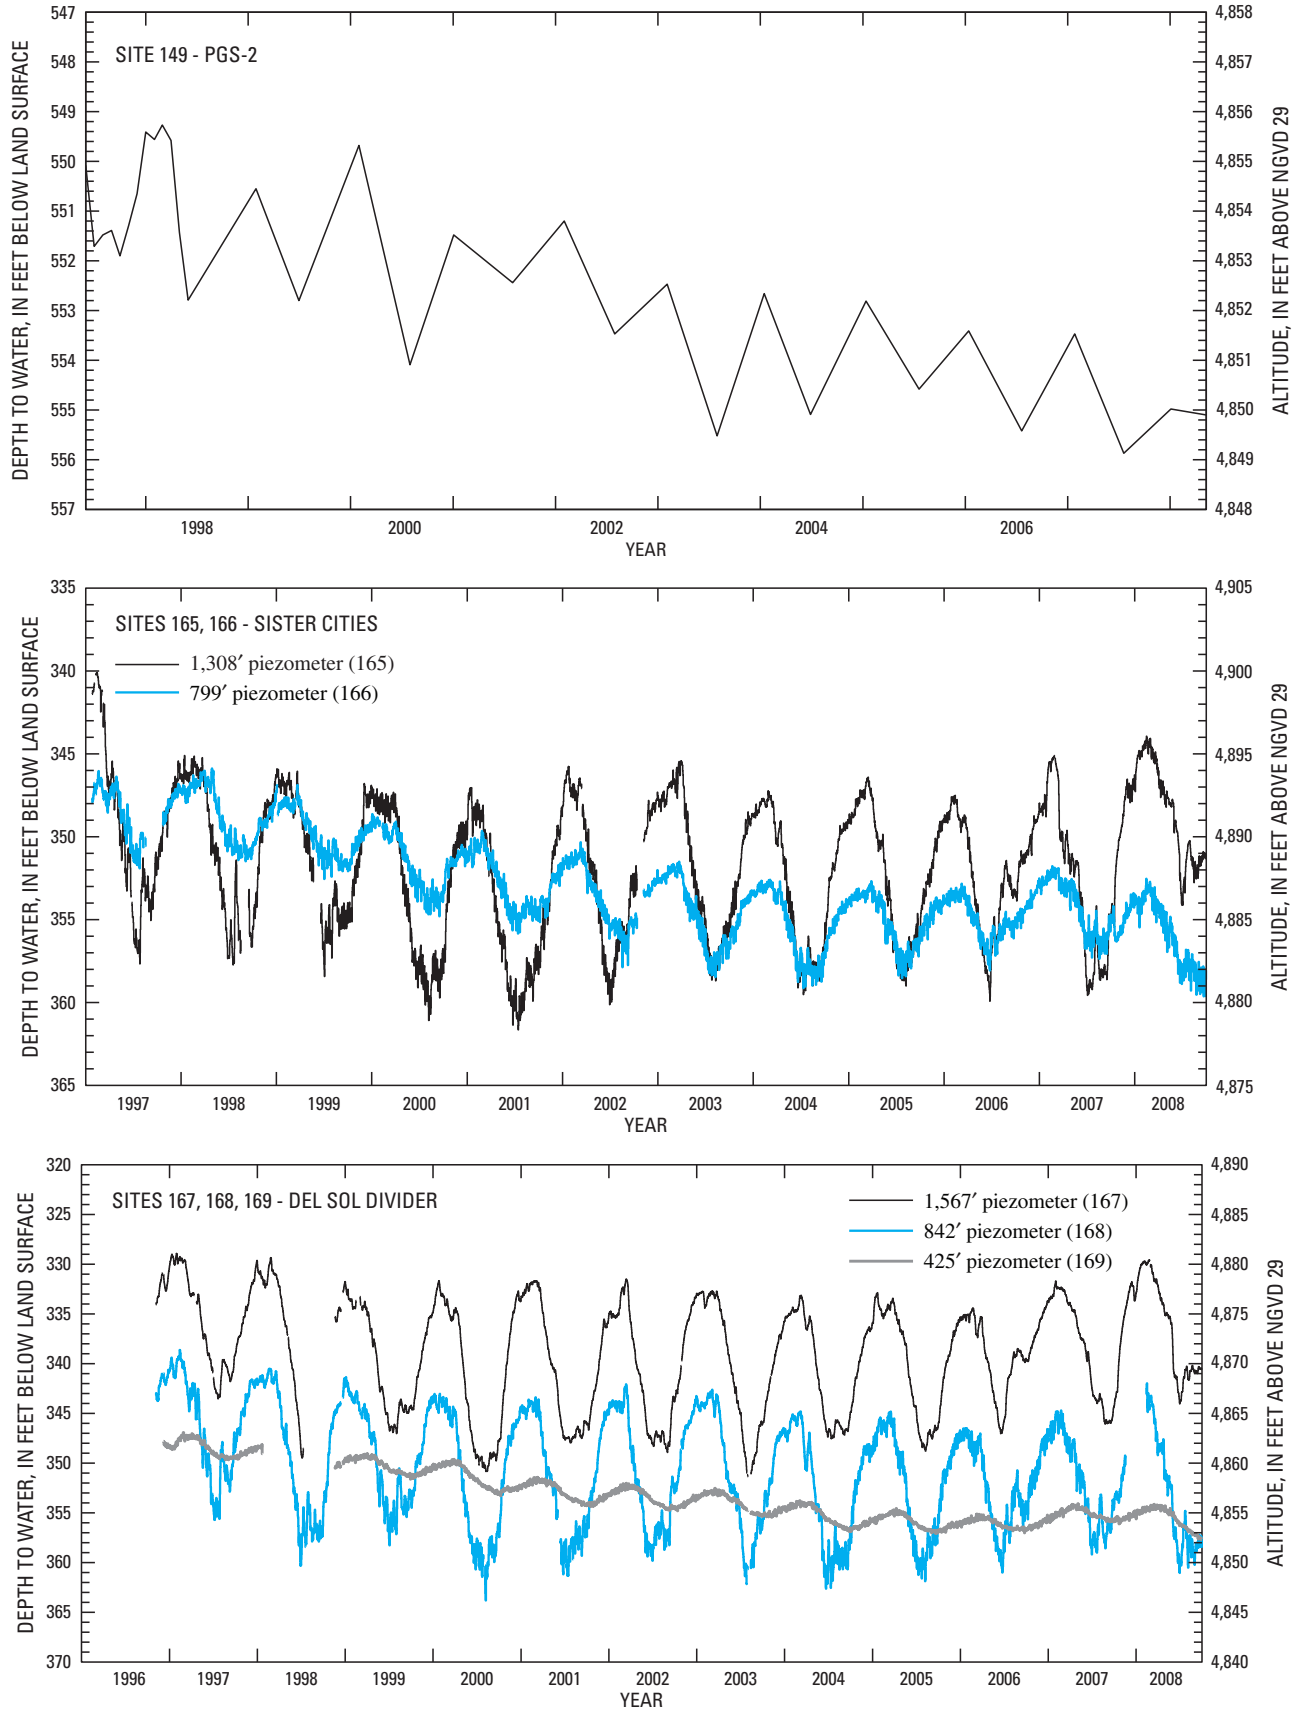 SITE 149 - PGS-2
DEPTH TO WATER, IN FEET BELOW LAND SURFACE
547
548
549
550
551
552
553
554
555
556
557
4,858
4,857
4,856
4,855
4,854
4,853
4,852
4,851
4,850
4,849
4,848
ALTITUDE, IN FEET ABOVE NGVD 29
1998 2000 2002 2004 2006
YEAR
SITES 165, 166 - SISTER CITIES
1,308′ piezometer (165)
799′ piezometer (166)
DEPTH TO WATER, IN FEET BELOW LAND SURFACE
335
340
345
350
355
360
365
4,905
4,900
4,895
4,890
4,885
4,880
4,875
ALTITUDE, IN FEET ABOVE NGVD 29
1997 1998 1999 2000 2001 2002 2003 2004 2005 2006 2007 2008
YEAR
SITES 167, 168, 169 - DEL SOL DIVIDER
1,567′ piezometer (167)
842′ piezometer (168)
425′ piezometer (169)
DEPTH TO WATER, IN FEET BELOW LAND SURFACE
320
325
330
335
340
345
350
355
360
365
370
4,890
4,885
4,880
4,875
4,870
4,865
4,860
4,855
4,850
4,845
4,840
ALTITUDE, IN FEET ABOVE NGVD 29
1996 1997 1998 1999 2000 2001 2002 2003 2004 2005 2006 2007 2008
YEAR